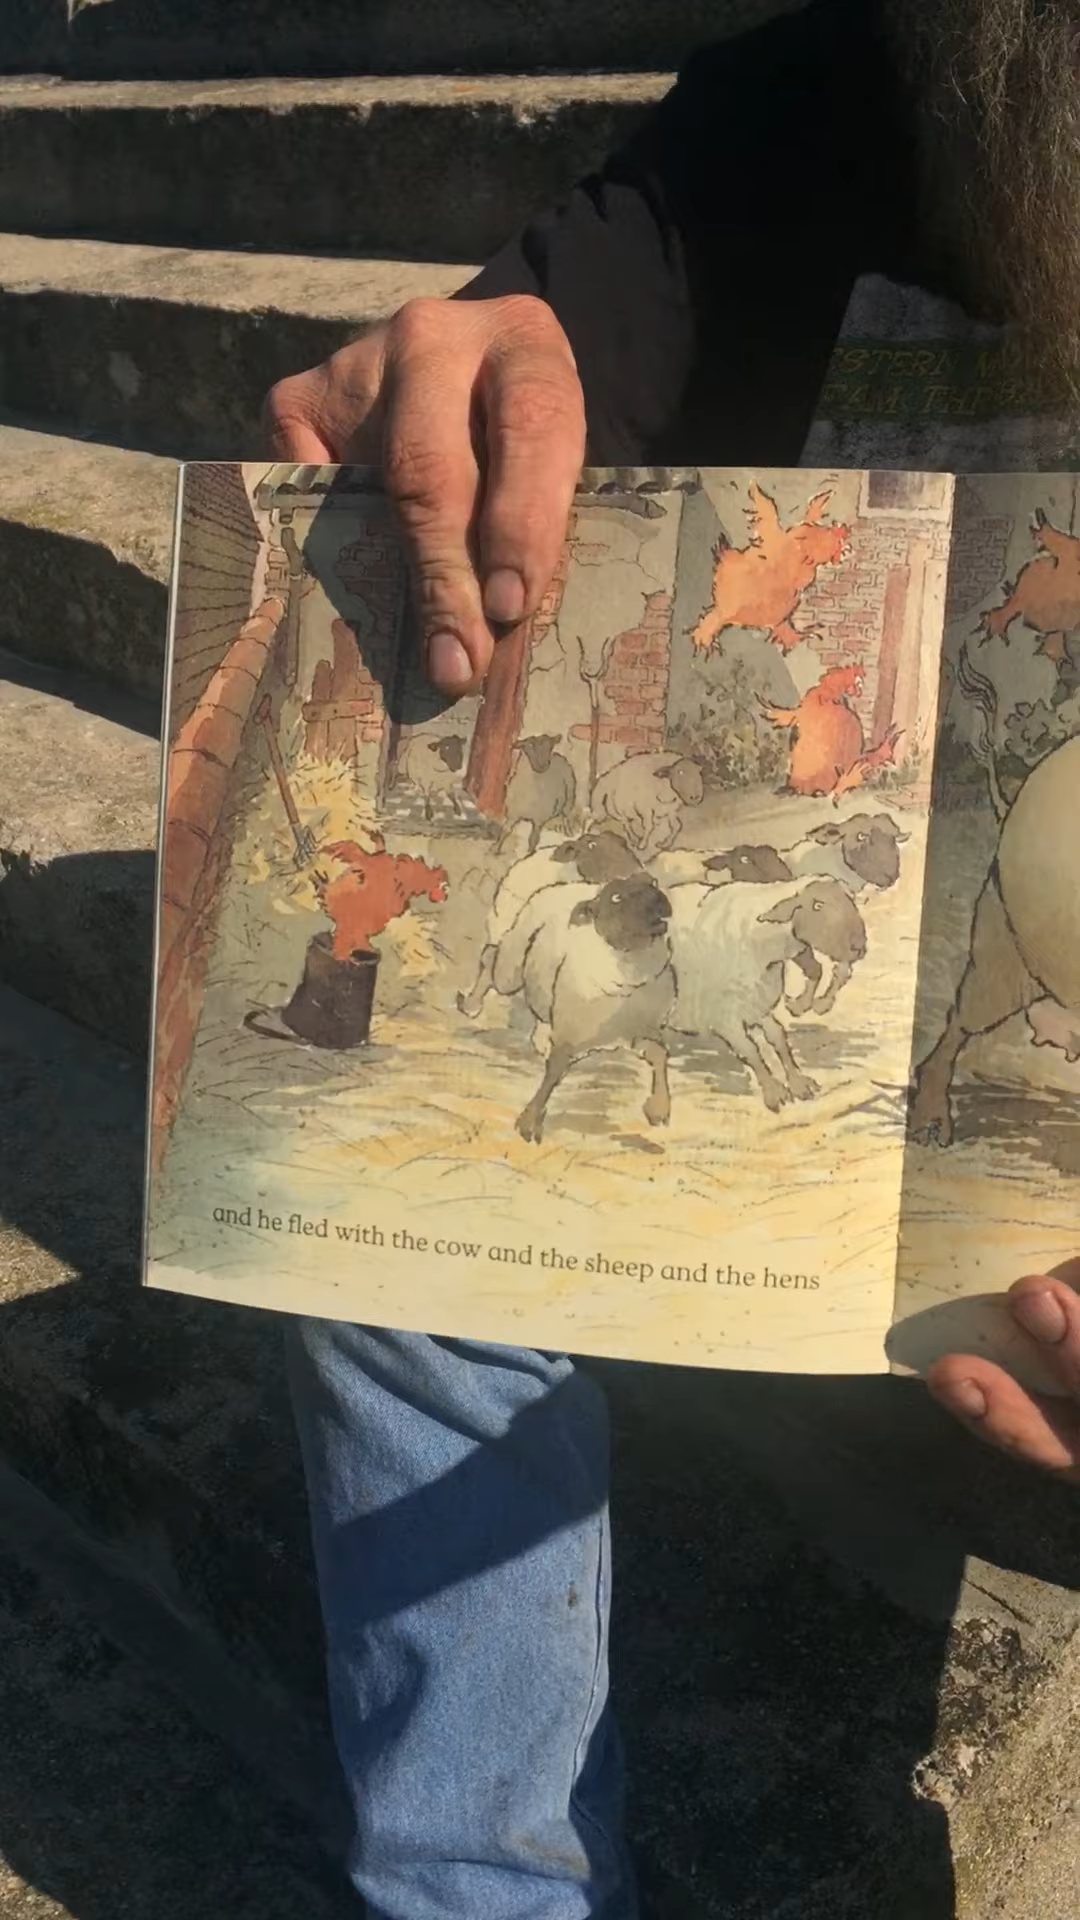 and he fled with the cow and the sheep and the hens